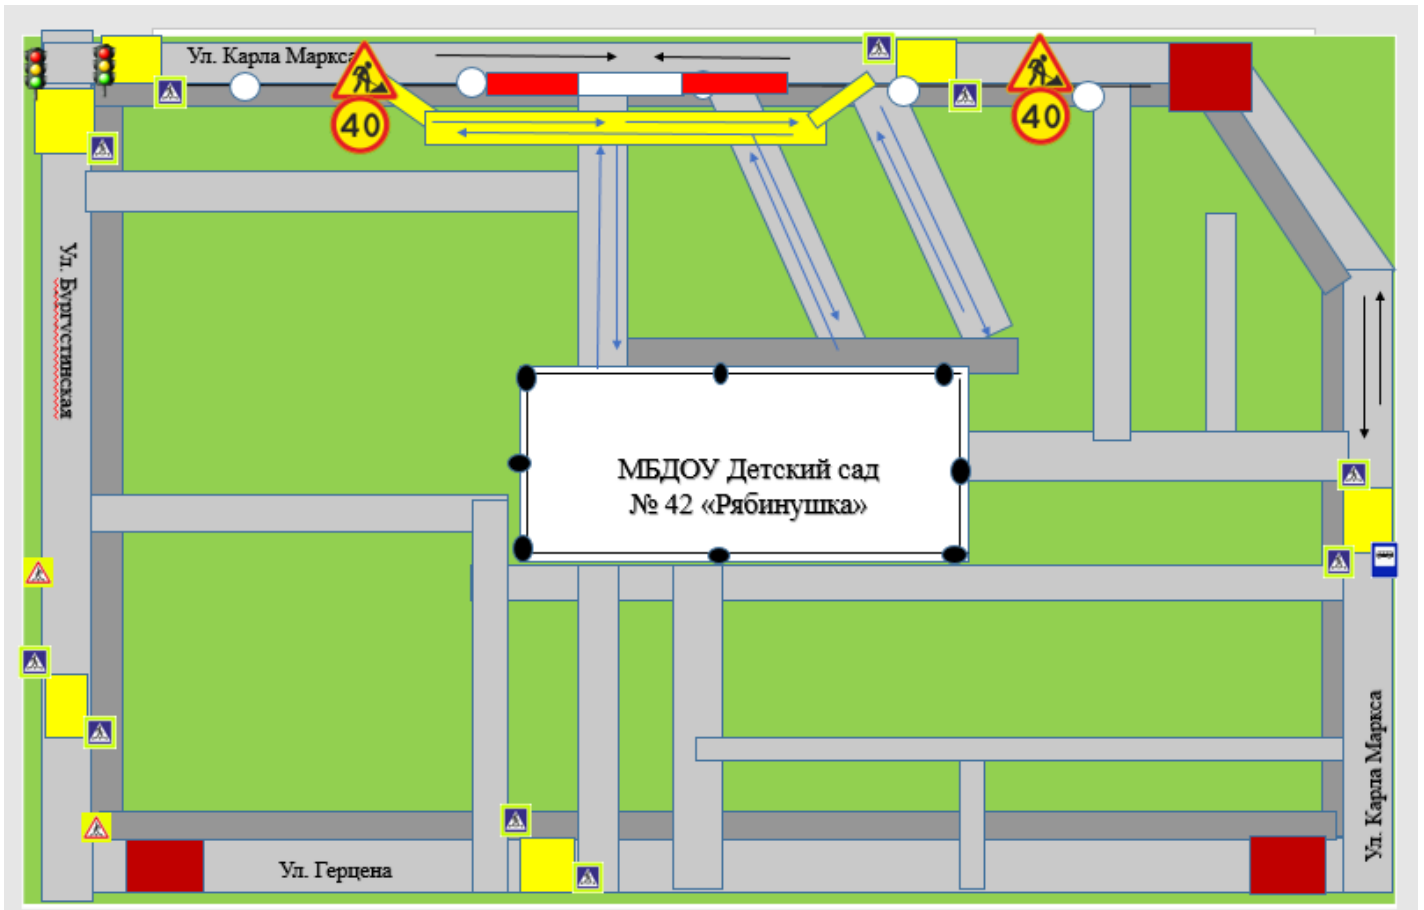 Ул. Карла Маркса
40
40
Ул. Бургустинская
МБДОУ Детский сад
№ 42 «Рябинушка»
Ул. Карла Маркса
Ул. Герцена